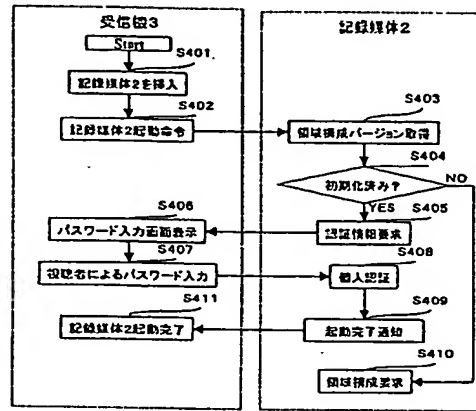 受信機3
記録媒体2
Start
S401
記録媒体2を挿入
S402
記録媒体2起動命令
S403
領域構成バージョン取得
S404
初期化済み?
NO
YES
S405
認証情報要求
S406
パスワード入力画面表示
S407
視聴者によるパスワード入力
S408
個人認証
S409
起動完了通知
S411
記録媒体2起動完了
S410
領域構成要求